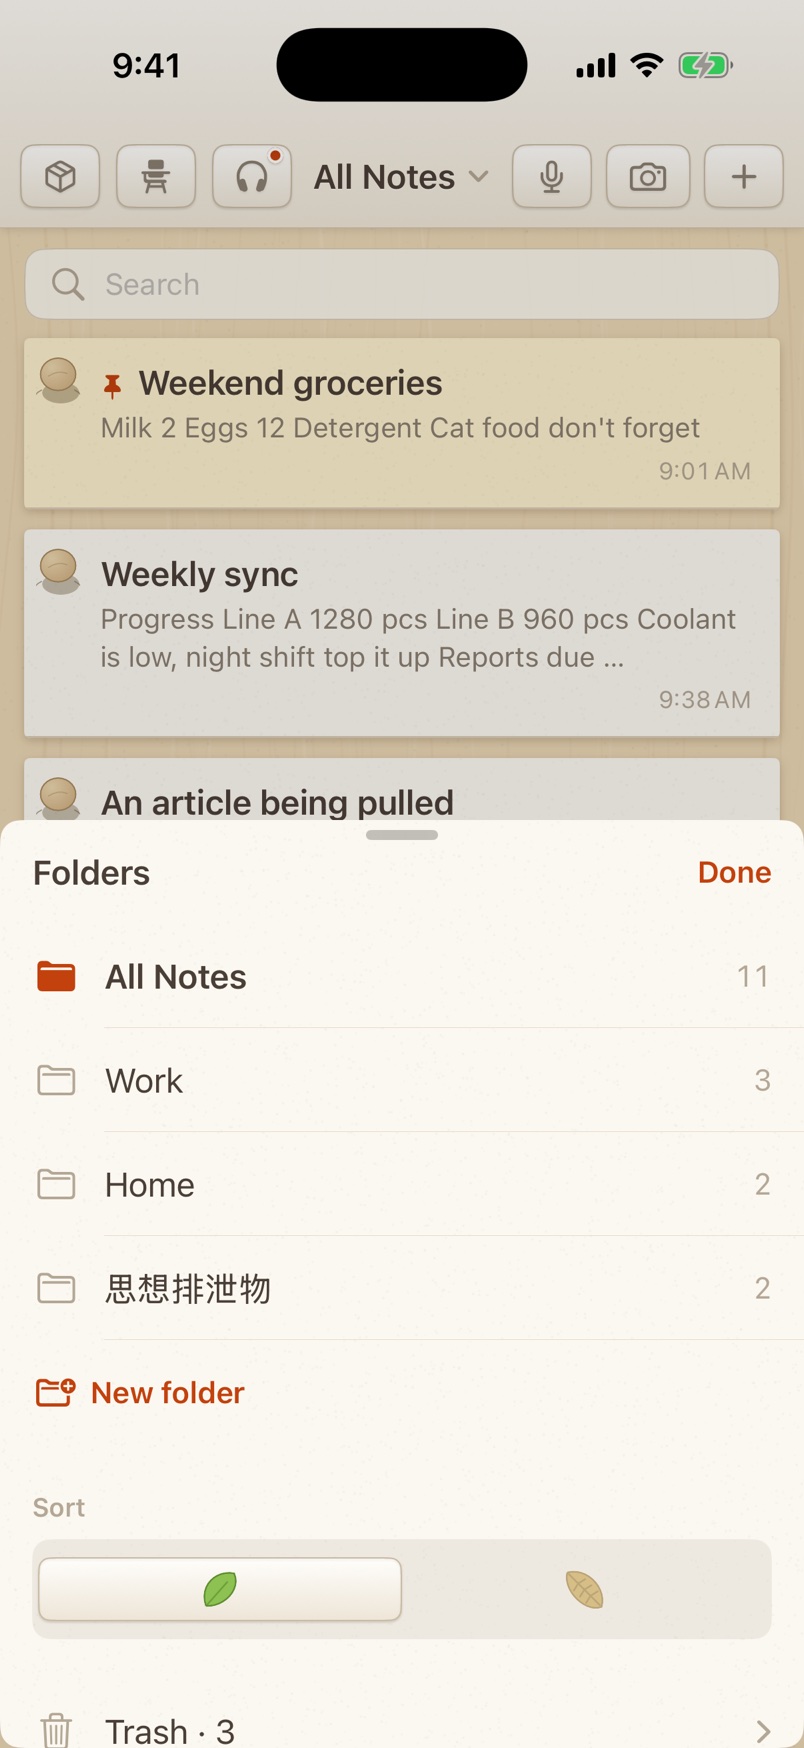 9:41
All Notes
Search
Weekend groceries
Milk 2 Eggs 12 Detergent Cat food don't forget
9:01 AM
Weekly sync
Progress Line A 1280 pcs Line B 960 pcs Coolant
is low, night shift top it up Reports due ...
9:38 AM
An article being pulled
Folders
Done
All Notes
11
Work
3
Home
2
思想排泄物
2
New folder
Sort
Trash · 3